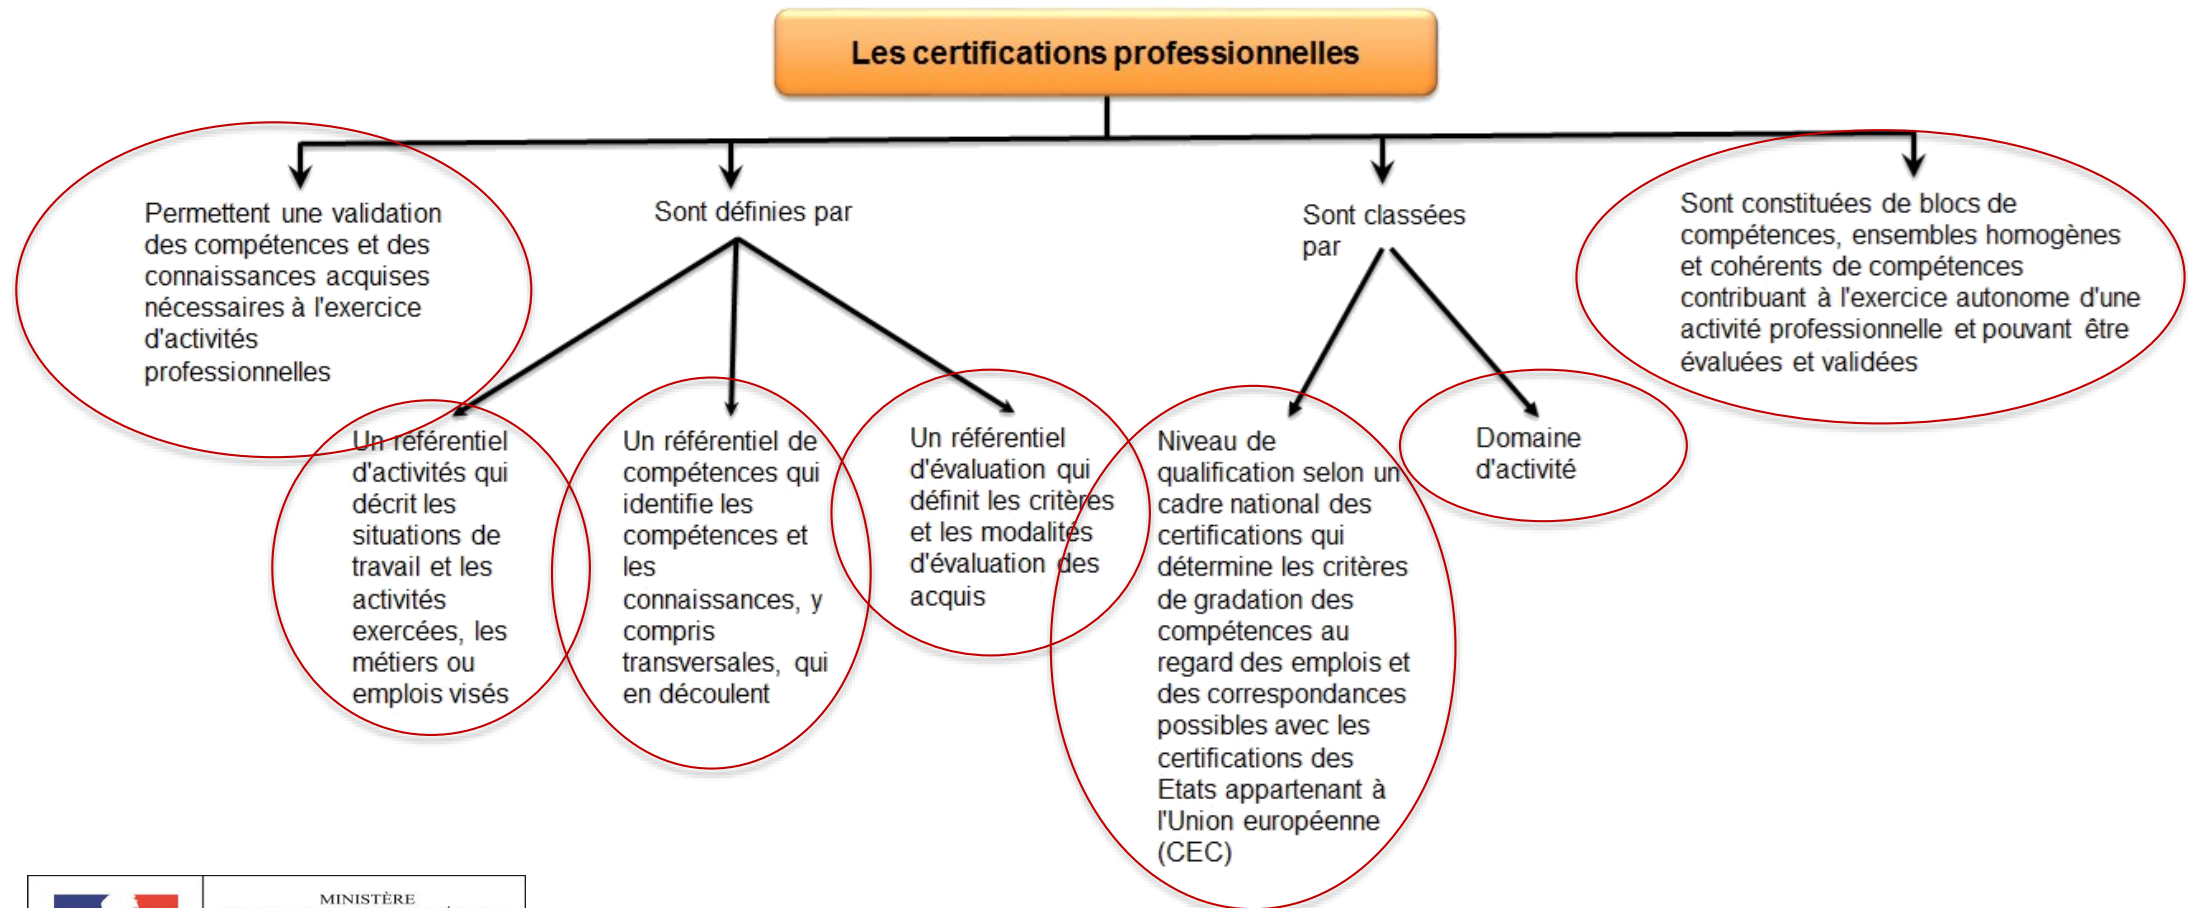 Les certifications professionnelles
Permettent une validation
des compétences et des
connaissances acquises
nécessaires à l'exercice
d'activités
professionnelles
Sont définies par
Sont classées
par
Sont constituées de blocs de
compétences, ensembles homogènes
et cohérents de compétences
contribuant à l'exercice autonome d'une
activité professionnelle et pouvant être
évaluées et validées
Un référentiel
d'activités qui
décrit les
situations de
travail et les
activités
exercées, les
métiers ou
emplois visés
Un référentiel de
compétences qui
identifie les
compétences et
les
connaissances, y
compris
transversales, qui
en découlent
Un référentiel
d'évaluation qui
définit les critères
et les modalités
d'évaluation des
acquis
Niveau de
qualification selon un
cadre national des
certifications qui
détermine les critères
de gradation des
compétences au
regard des emplois et
des correspondances
possibles avec les
certifications des
Etats appartenant à
l'Union européenne
(CEC)
Domaine
d'activité
MINISTÈRE